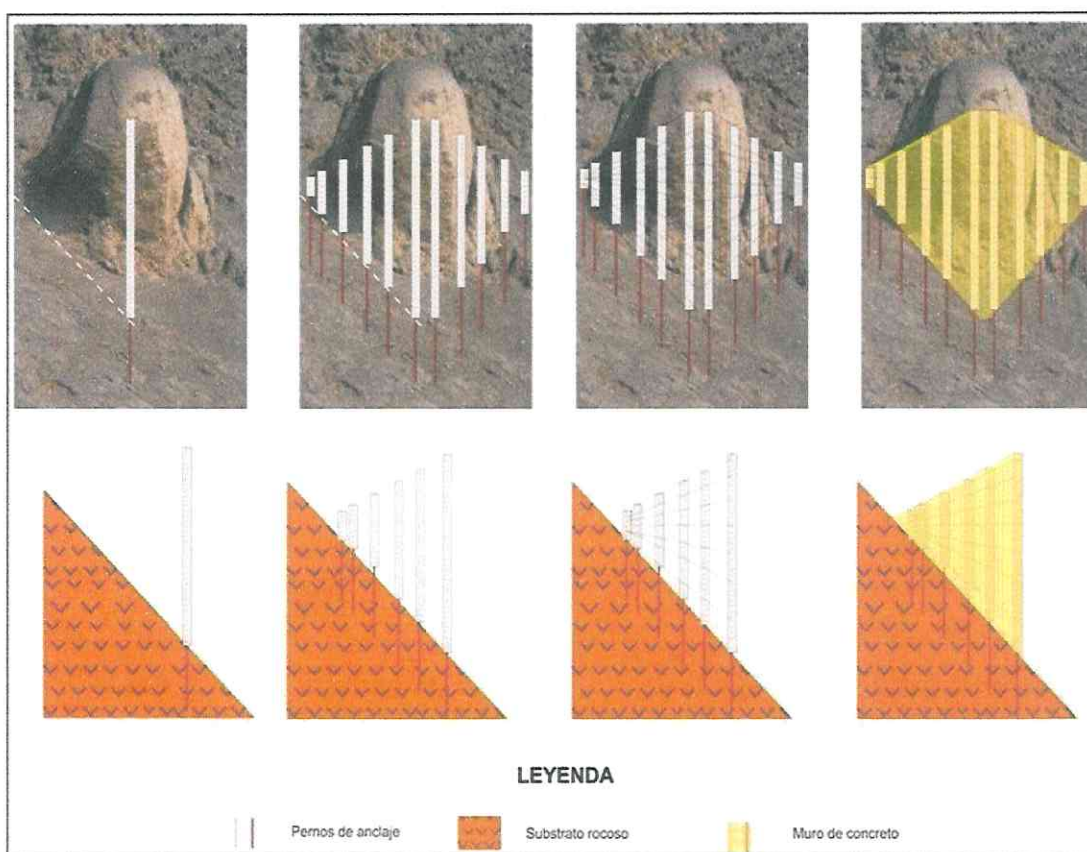 LEYENDA
Pernos de anclaje
Substrato rocoso
Muro de concreto